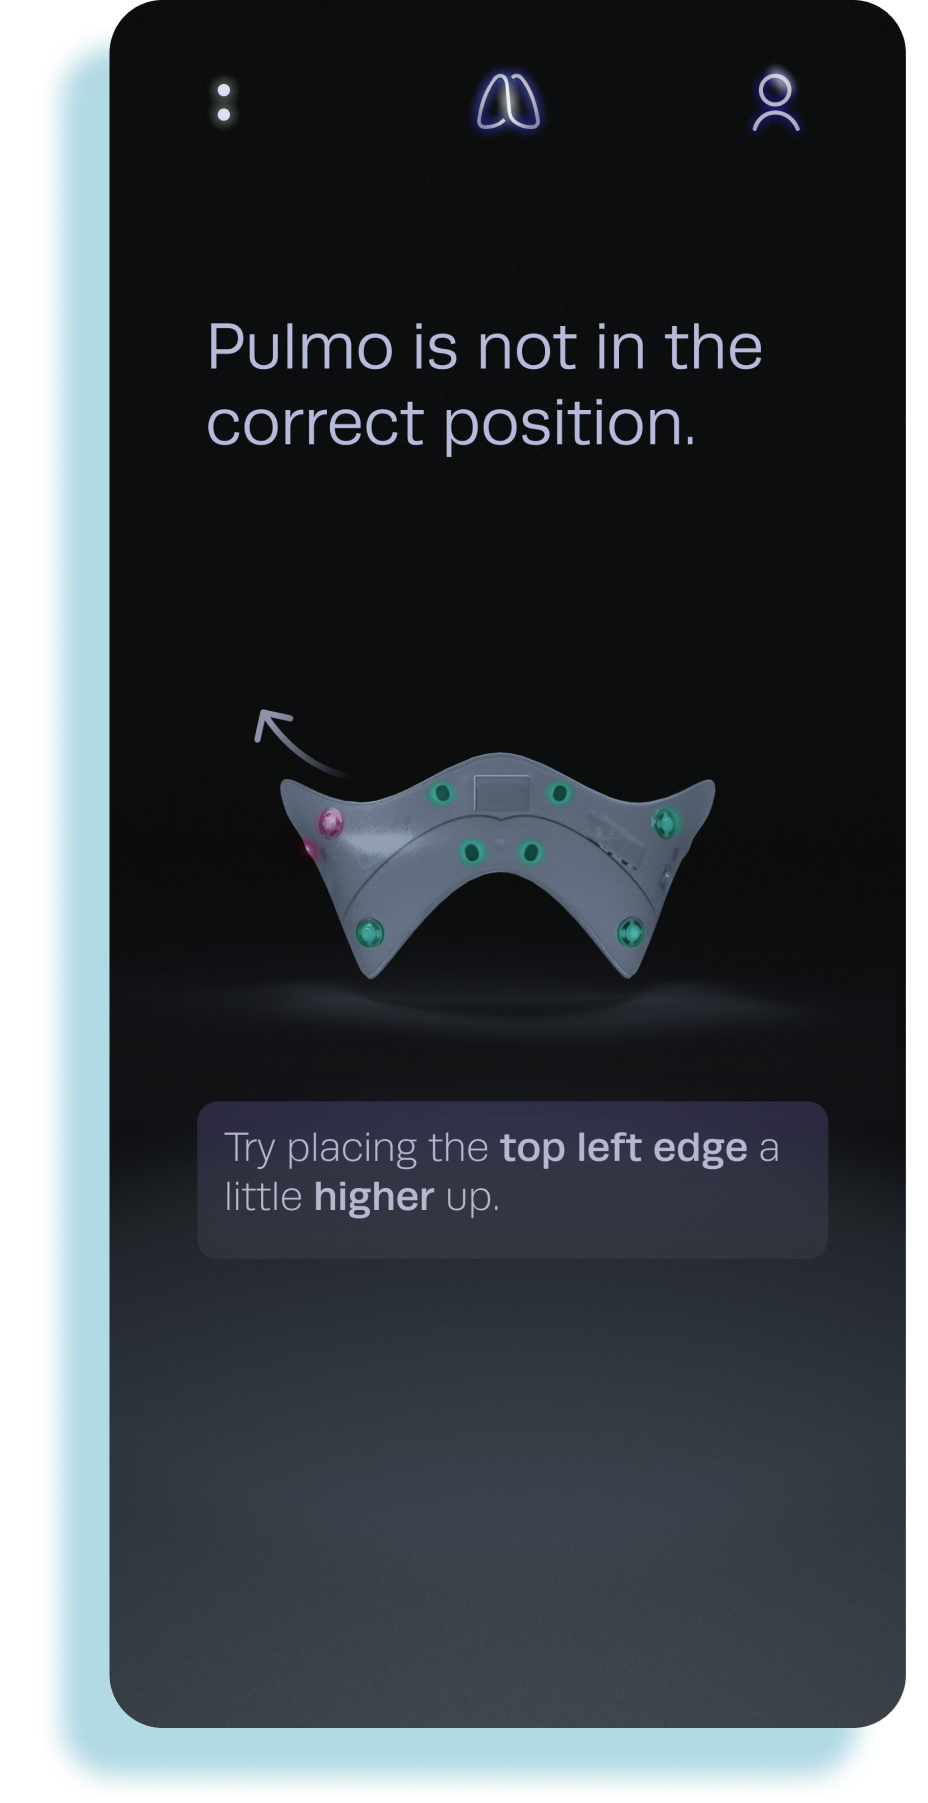 Pulmo is not in the
correct position.
Try placing the top left edge a
little higher up.